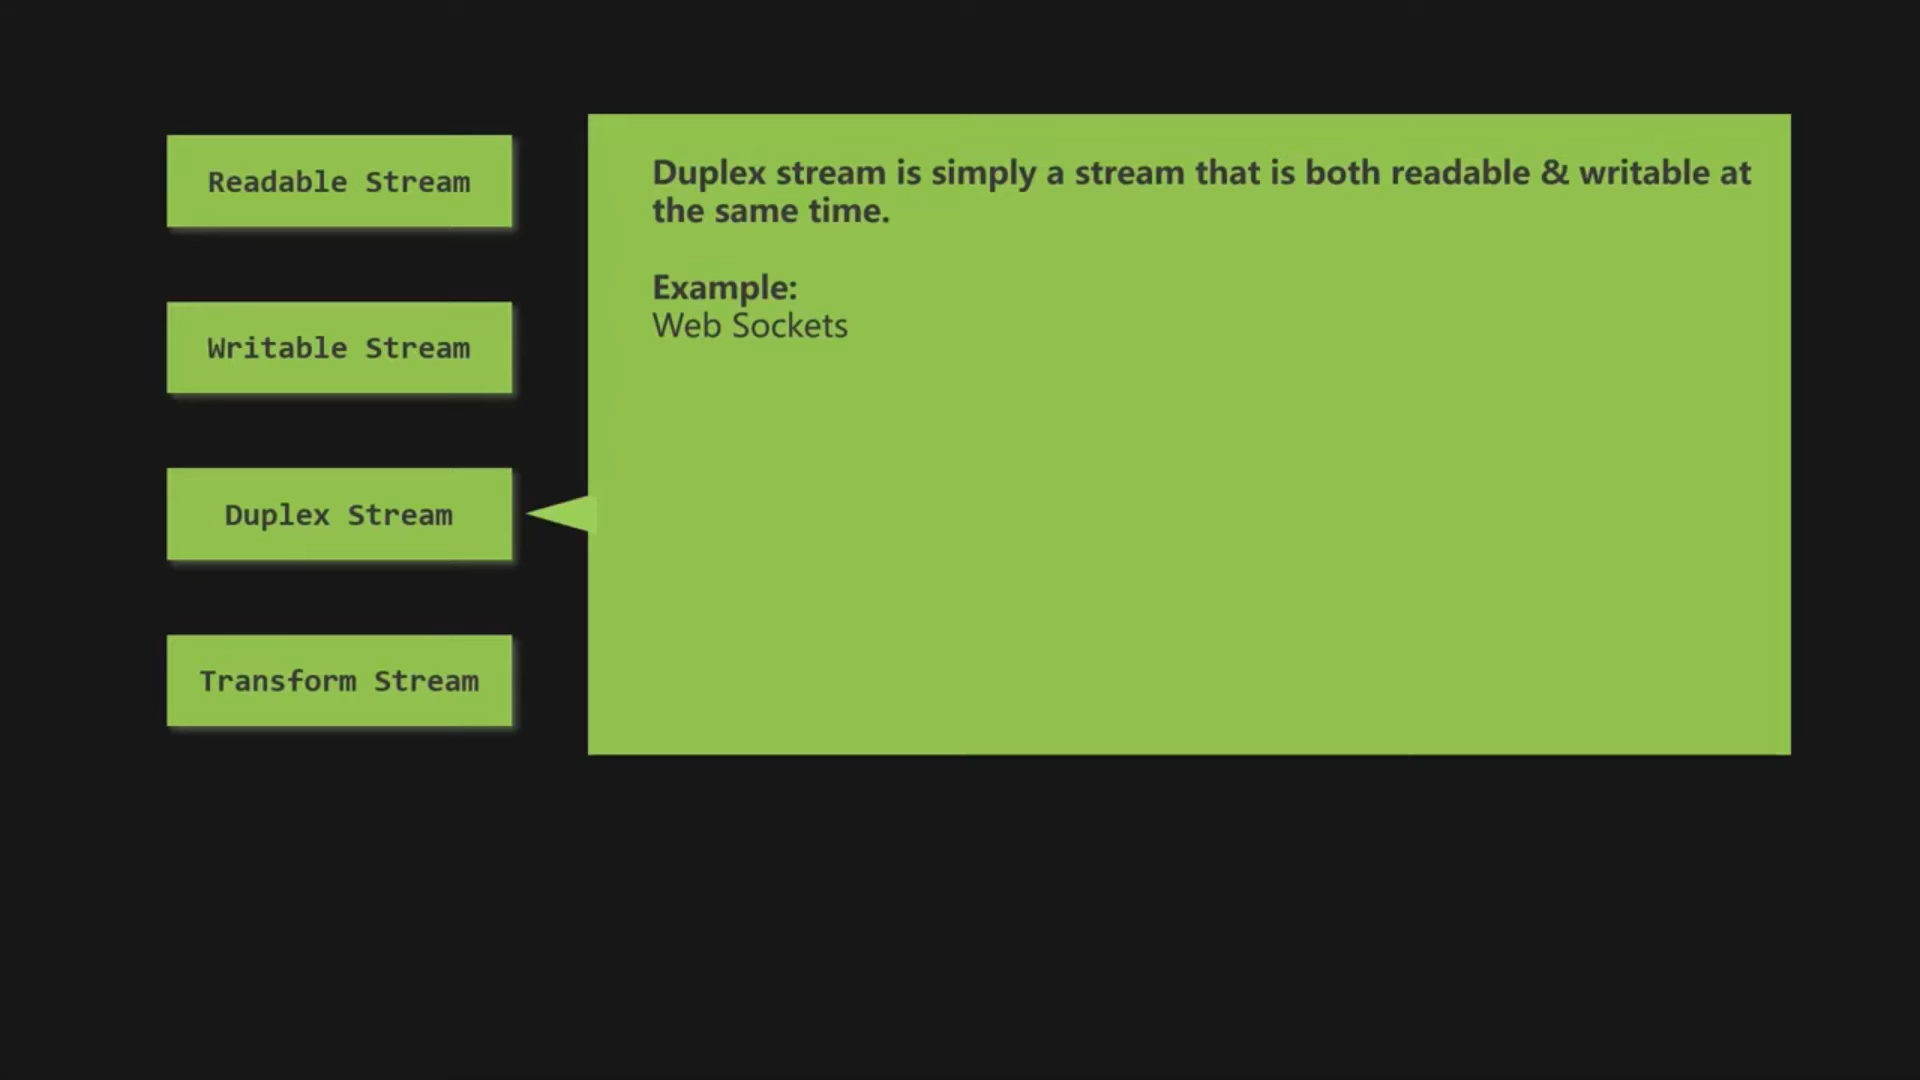 Readable Stream
Writable Stream
Duplex Stream
Transform Stream
Duplex stream is simply a stream that is both readable & writable at
the same time.
Example:
Web Sockets